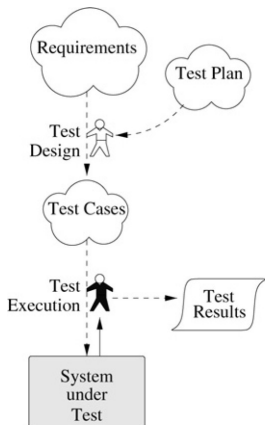 Requirements
Test Plan
Test
Design
Test Cases
Test
Execution
Test
Results
System
under
Test